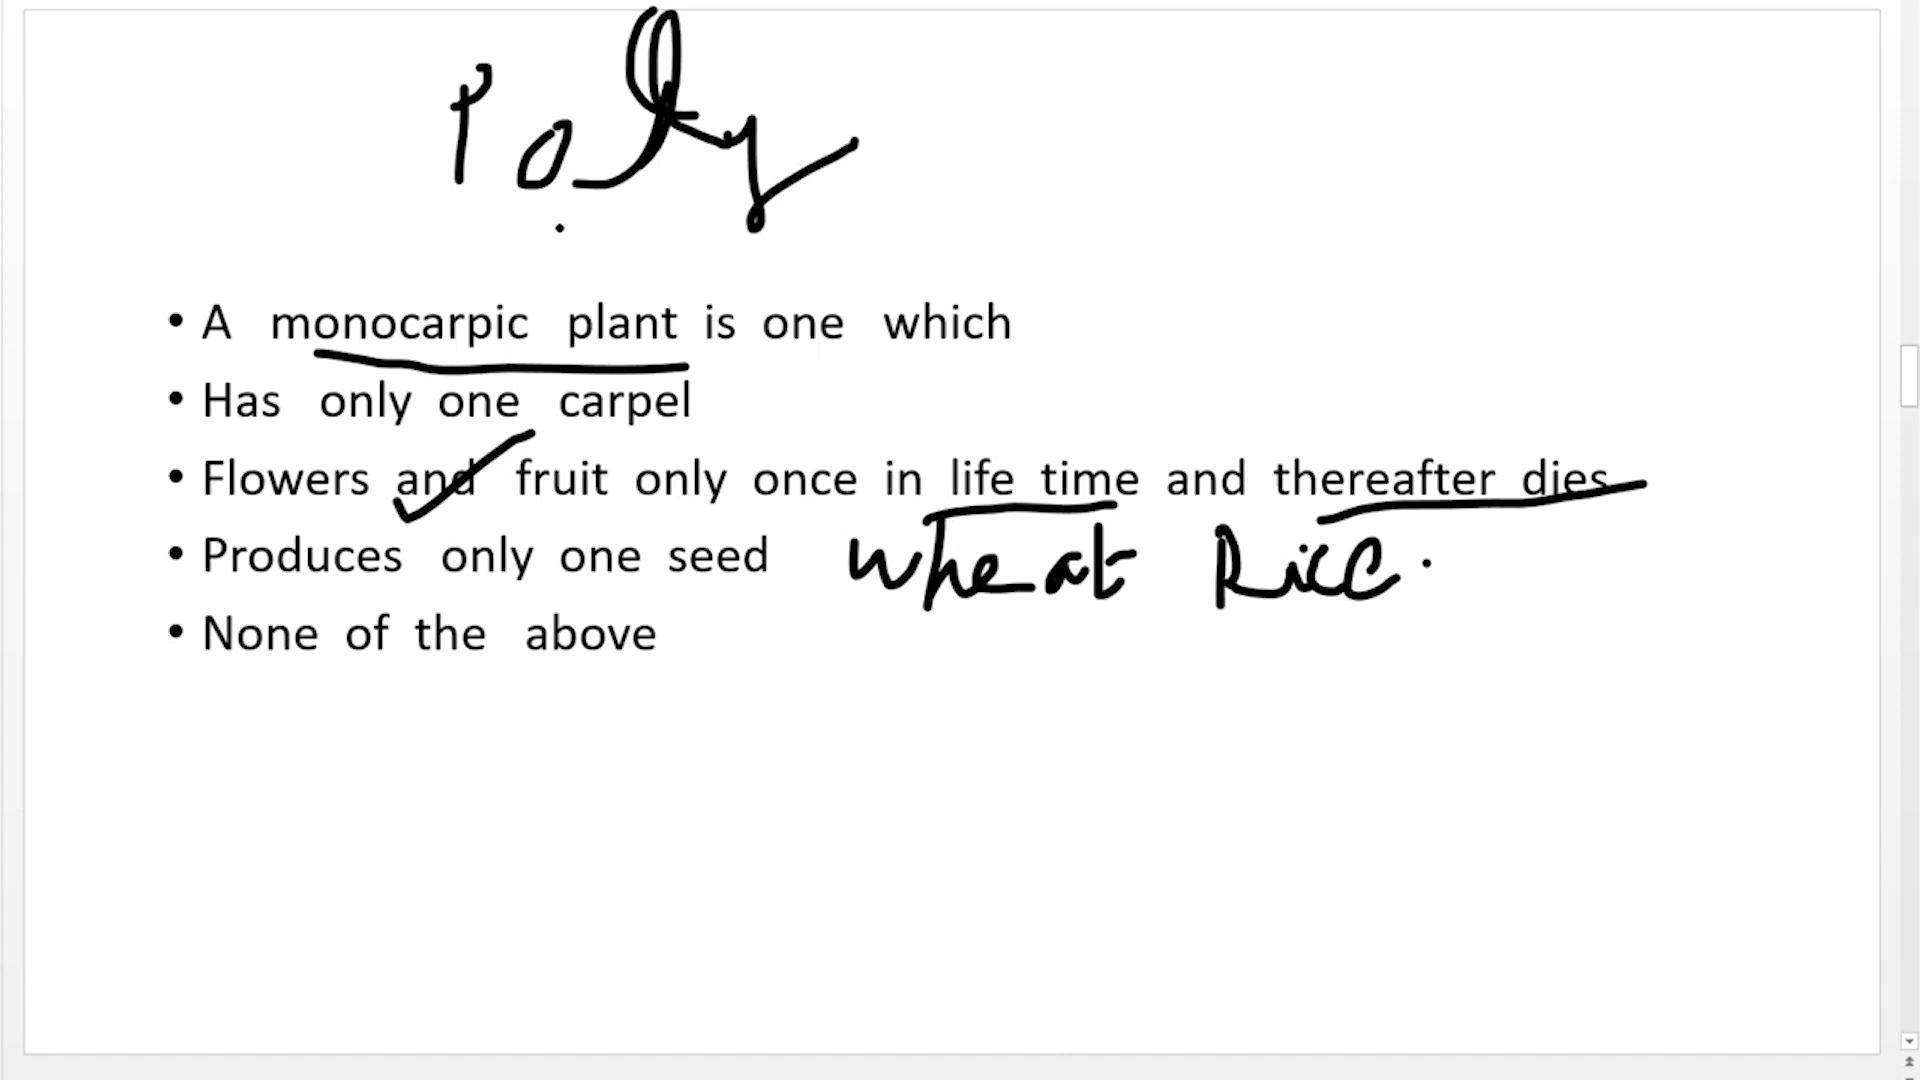 Poly
• A monocarpic plant is one which
• Has only one carpel
• Flowers and fruit only once in life time and thereafter dies
• Produces only one seed wheat Rice.
• None of the above